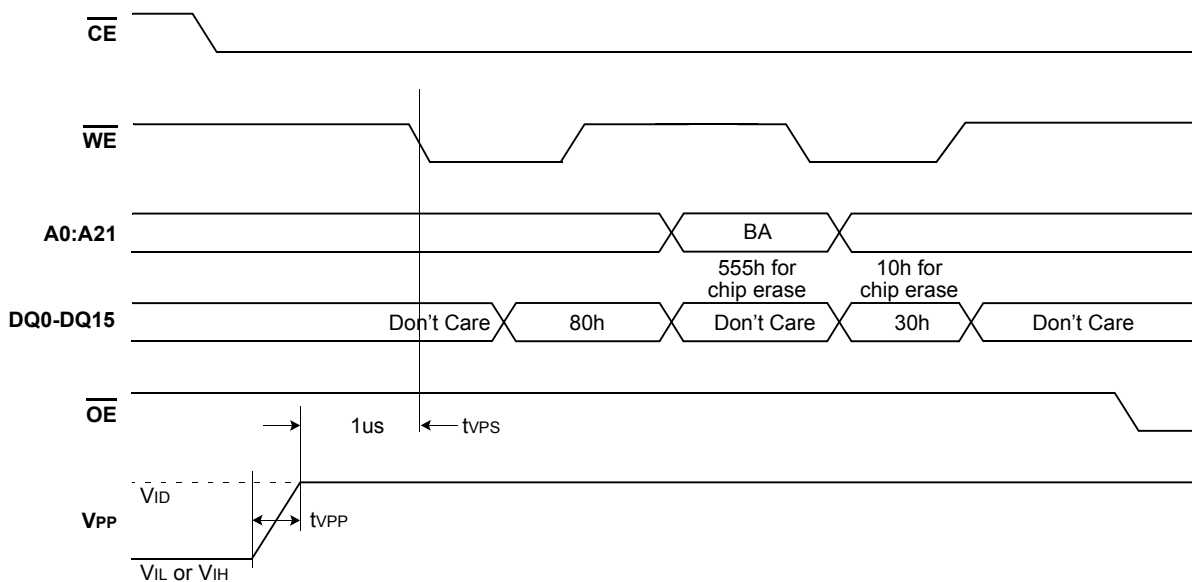 CE
WE
A0:A21
BA
555h for
chip erase
10h for
chip erase
DQ0-DQ15
Don't Care
80h
Don't Care
30h
Don't Care
OE
1us
tVPS
VID
VPP
tVPP
VIL or VIH